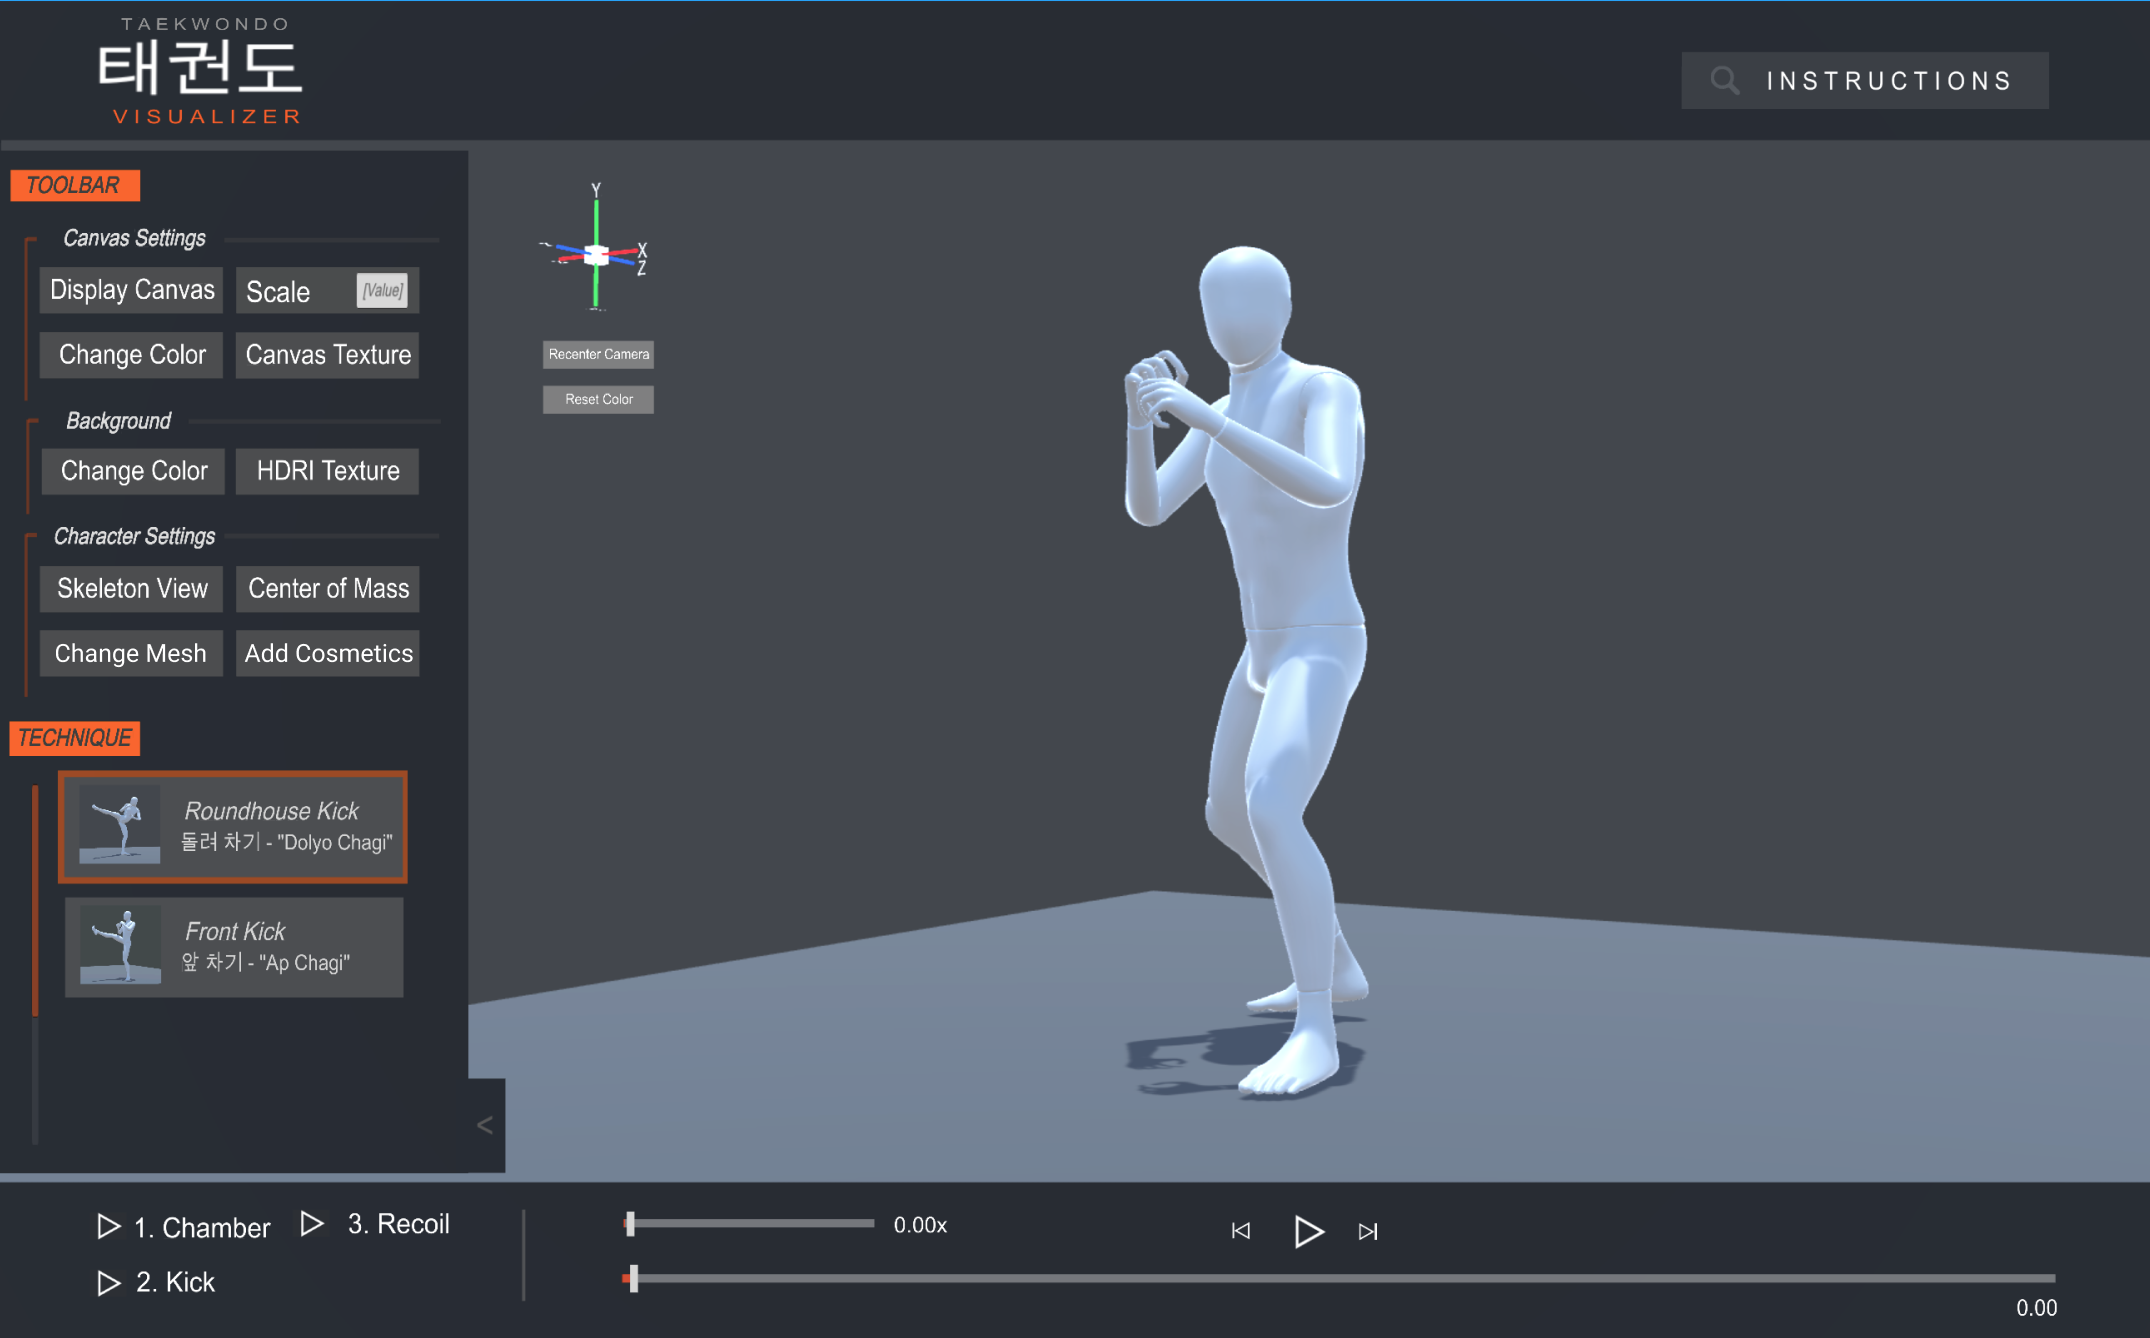 TAEKWONDO
태권도
VISUALIZER
INSTRUCTIONS
TOOLBAR
Canvas Settings
Display Canvas
Scale [Value]
Change Color
Canvas Texture
Background
Change Color
HDRI Texture
Character Settings
Skeleton View
Center of Mass
Change Mesh
Add Cosmetics
TECHNIQUE
Roundhouse Kick
돌려 차기 - "Dolyo Chagi"
Front Kick
앞 차기 - "Ap Chagi"
Y
X
Z
Recenter Camera
Reset Color
<
1. Chamber
3. Recoil
2. Kick
0.00x
0.00